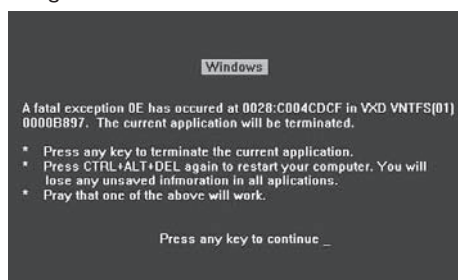 Windows
A fatal exception 0E has occured at 0028:C004CDCF in VXD VNTFS(01)
0000B897. The current application will be terminated.
* Press any key to terminate the current application.
* Press CTRL+ALT+DEL again to restart your computer. You will
lose any unsaved infmoration in all aplications.
* Pray that one of the above will work.
Press any key to continue _